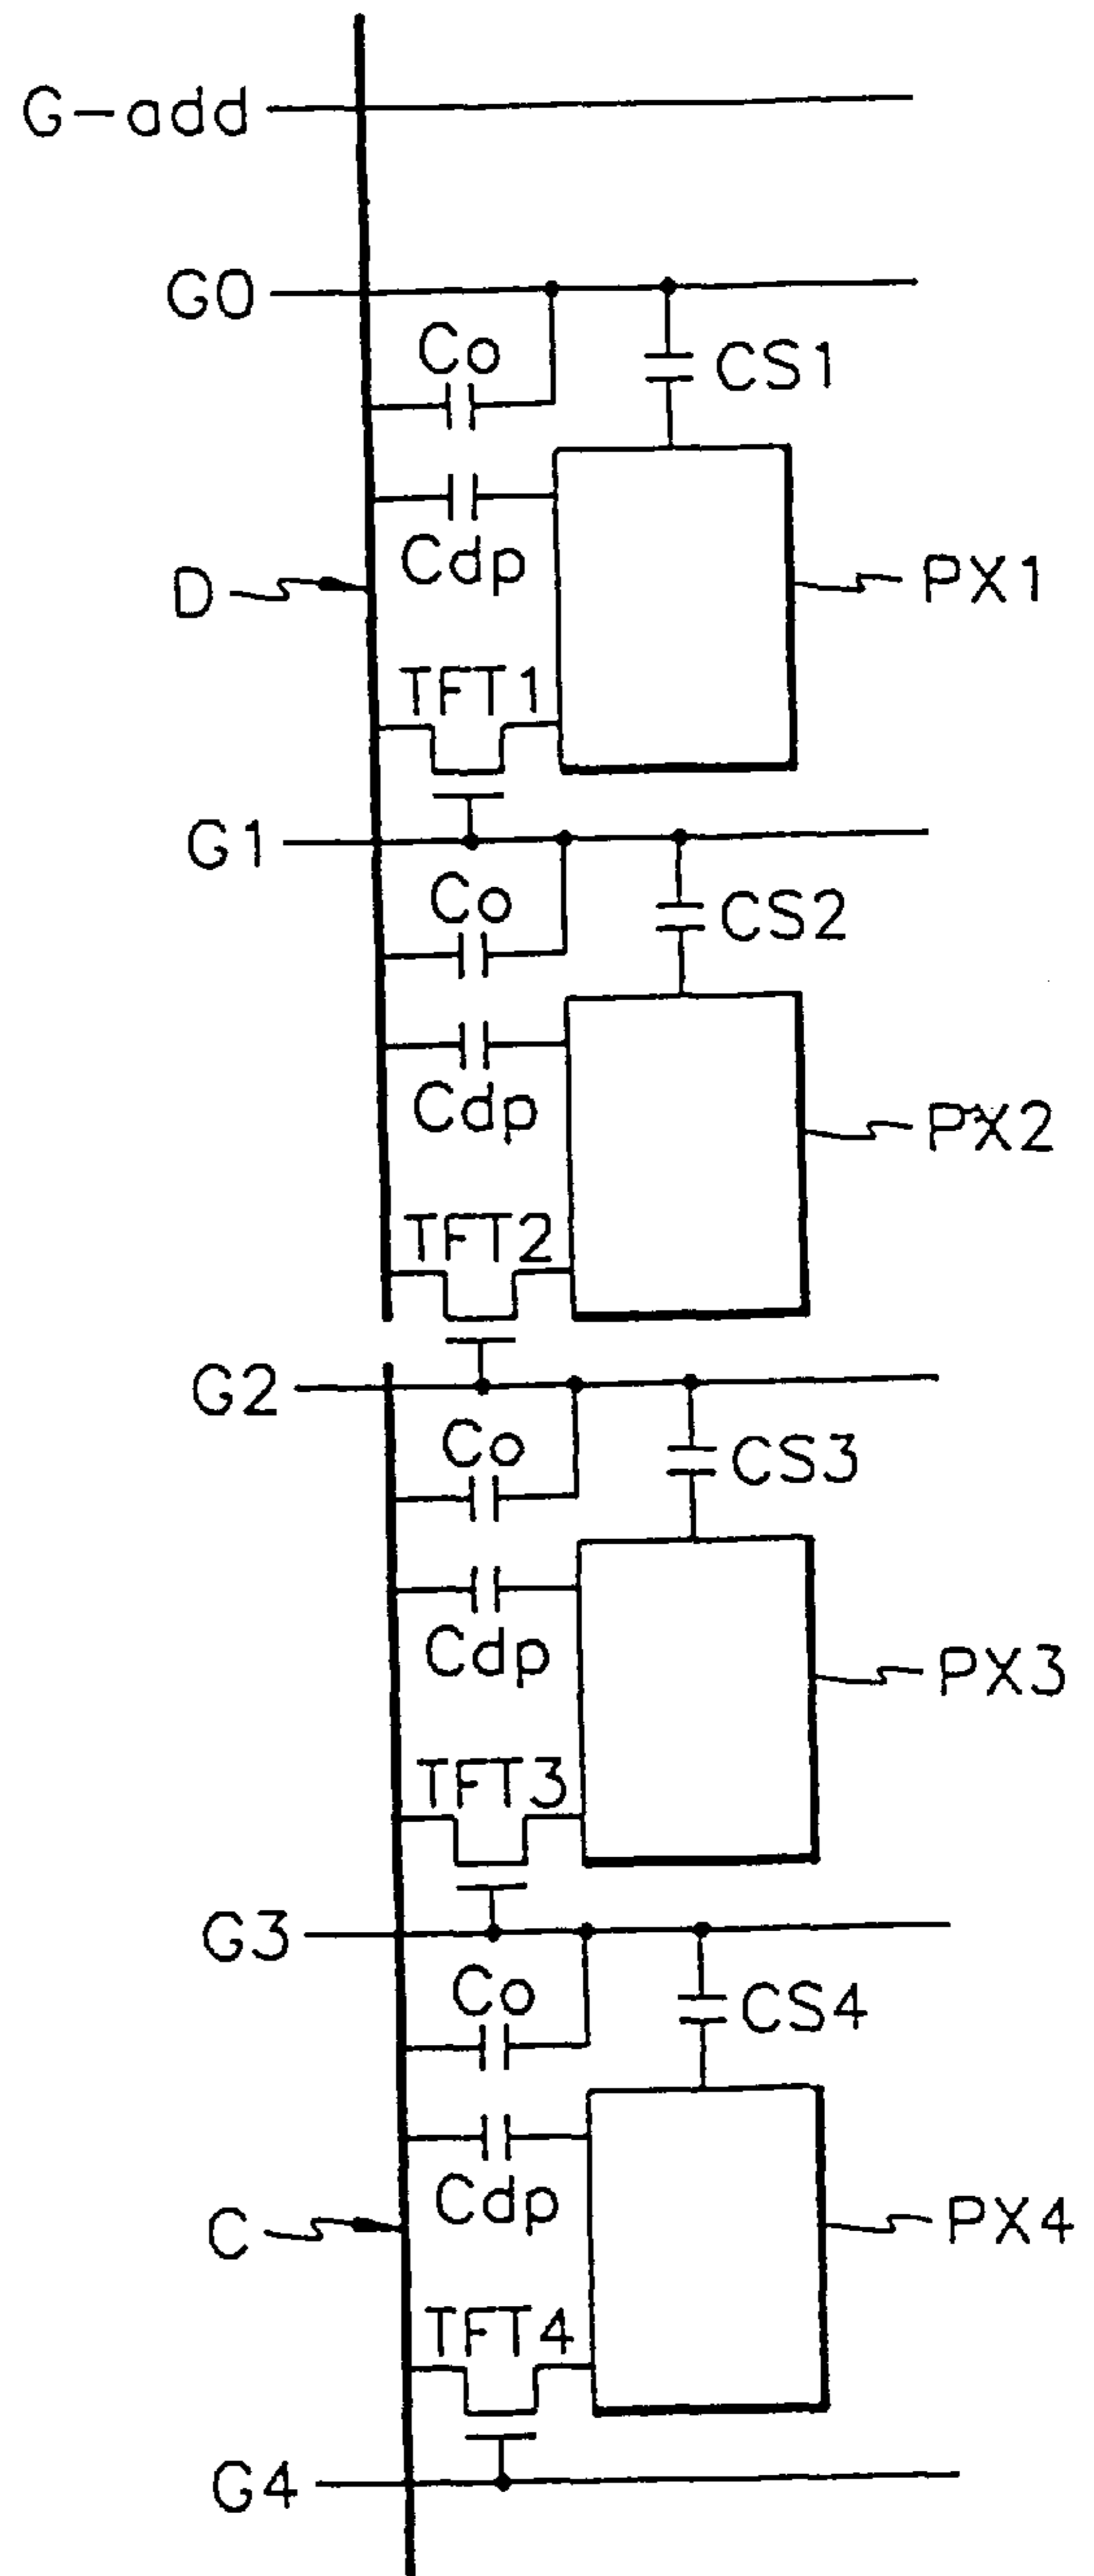 G-add
G0
Co
CS1
Cdp
D
PX1
TFT1
G1
Co
CS2
Cdp
PX2
TFT2
G2
Co
CS3
Cdp
PX3
TFT3
G3
Co
CS4
Cdp
C
PX4
TFT4
G4